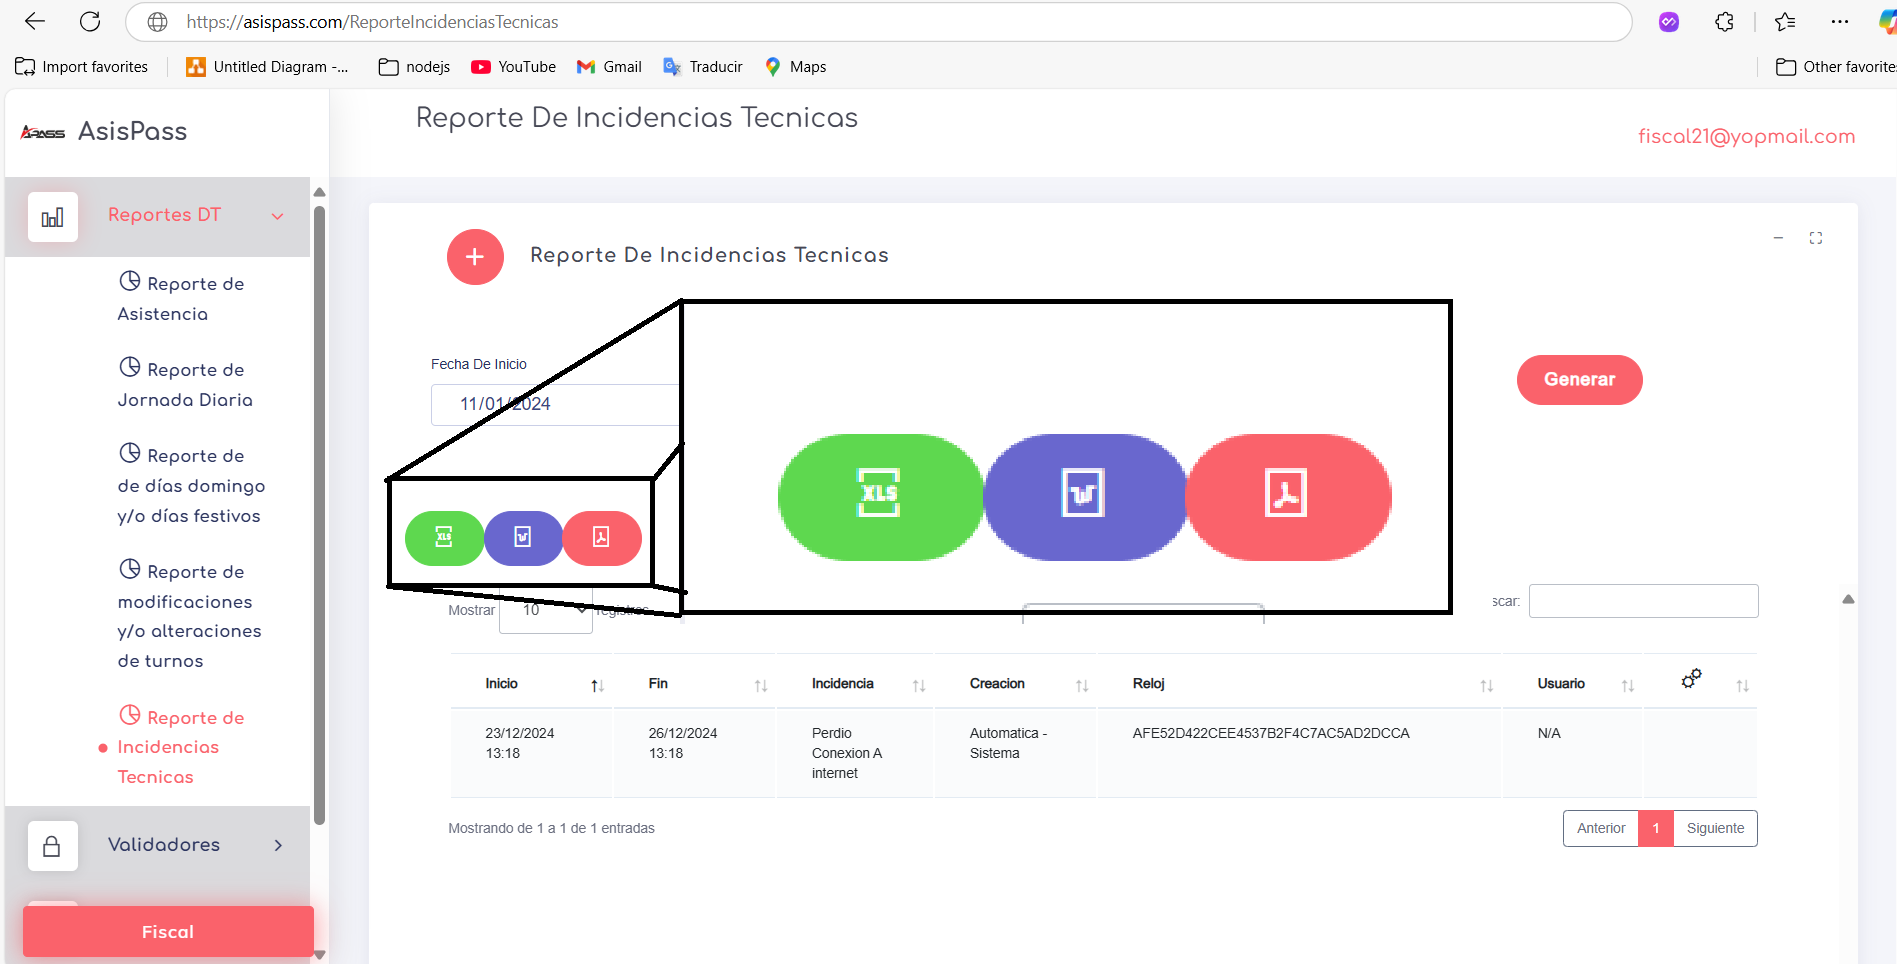 https://asispass.com/ReporteIncidenciasTecnicas
Import favorites
Untitled Diagram -...
nodejs
YouTube
Gmail
Traducir
Maps
Other favorite
APASS
AsisPass
Reporte De Incidencias Tecnicas
fiscal21@yopmail.com
Reportes DT
Reporte de
Asistencia
Reporte de
Jornada Diaria
Reporte de
de días domingo
y/o días festivos
Reporte de
modificaciones
y/o alteraciones
de turnos
Reporte de
Incidencias
Tecnicas
Validadores
Fiscal
Reporte De Incidencias Tecnicas
Fecha De Inicio
11/01/2024
Generar
XLS
W
XLS
W
Mostrar 10 registros
scar:
Inicio Fin Incidencia Creacion Reloj Usuario
23/12/2024 26/12/2024 Perdio Automatica - AFE52D422CEE4537B2F4C7AC5AD2DCCA N/A
13:18 13:18 Conexion A Sistema
internet
Mostrando de 1 a 1 de 1 entradas
Anterior 1 Siguiente